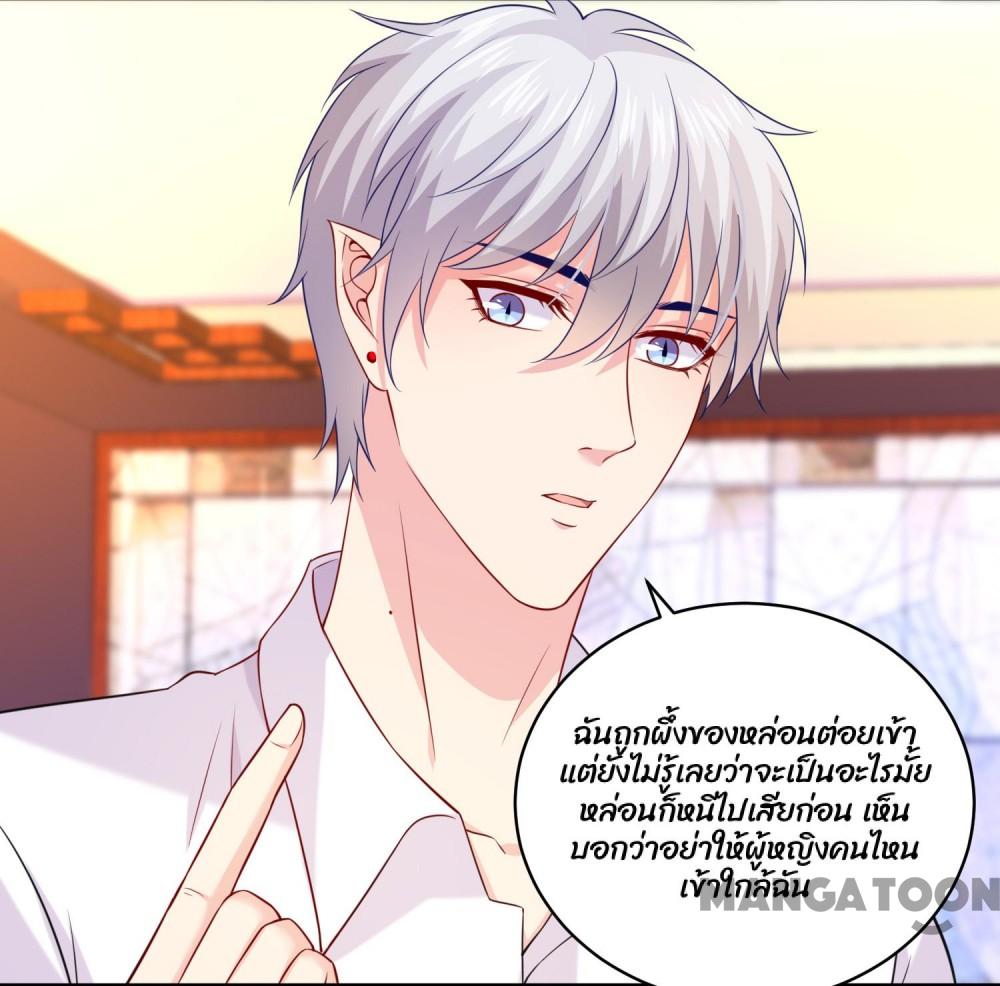 ฉันถูกผึ้งของหล่อนต่อยเข้า
แต่ยังไม่รู้เลยว่าจะเป็นอะไรมั้ย
หล่อนก็หนีไปเสียก่อน เห็น
บอกว่าอย่าให้ผู้หญิงคนไหน
เข้าใกล้ฉัน
MANGATOON